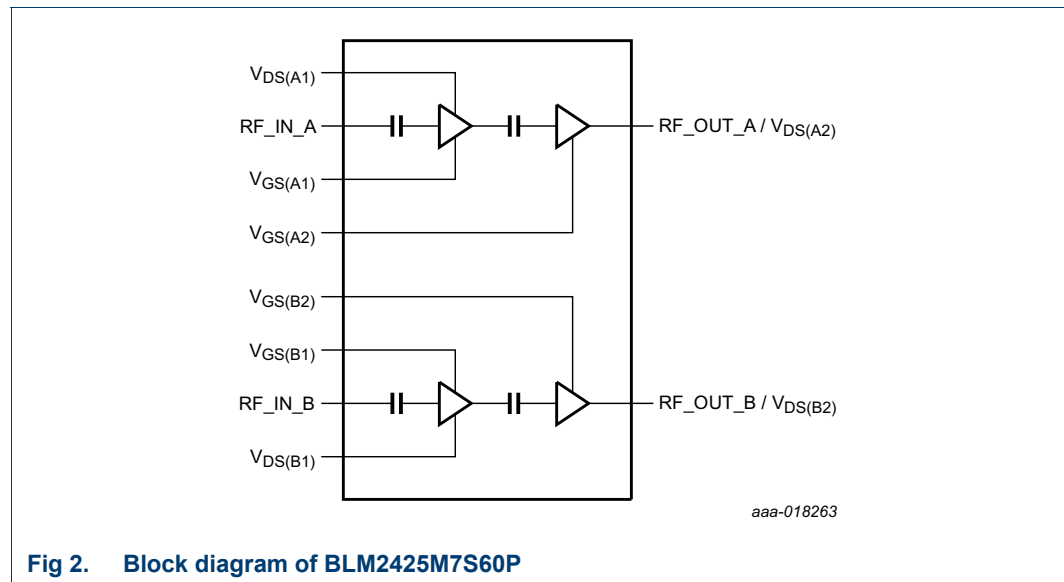 V_DS(A1)
RF_IN_A
RF_OUT_A / V_DS(A2)
V_GS(A1)
V_GS(A2)
V_GS(B2)
V_GS(B1)
RF_IN_B
RF_OUT_B / V_DS(B2)
V_DS(B1)
aaa-018263
Fig 2. Block diagram of BLM2425M7S60P